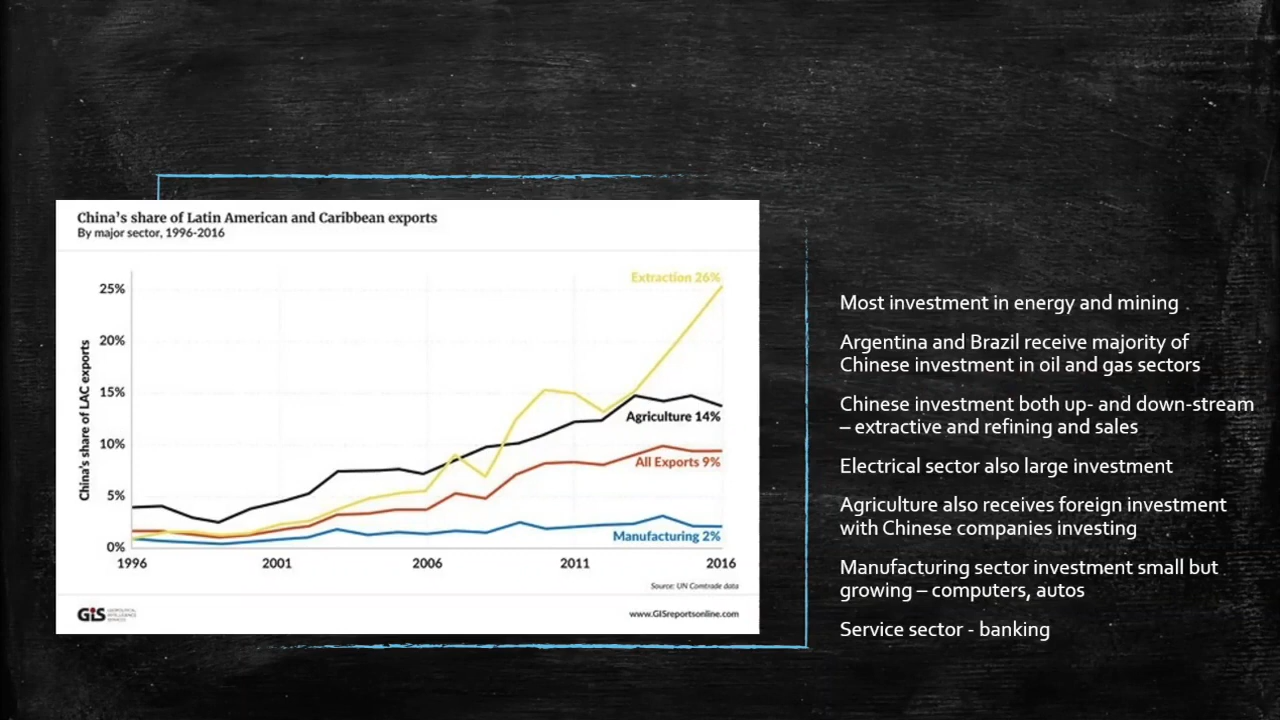 China's share of Latin American and Caribbean exports
By major sector, 1996-2016
China's share of LAC exports
25%
20%
15%
10%
5%
0%
1996
2001
2006
2011
2016
Extraction 26%
Agriculture 14%
All Exports 9%
Manufacturing 2%
Source: UN Comtrade data
GIS
GEOPOLITICAL
INTELLIGENCE
SERVICES
www.GISreportsonline.com
Most investment in energy and mining
Argentina and Brazil receive majority of
Chinese investment in oil and gas sectors
Chinese investment both up- and down-stream
– extractive and refining and sales
Electrical sector also large investment
Agriculture also receives foreign investment
with Chinese companies investing
Manufacturing sector investment small but
growing – computers, autos
Service sector - banking